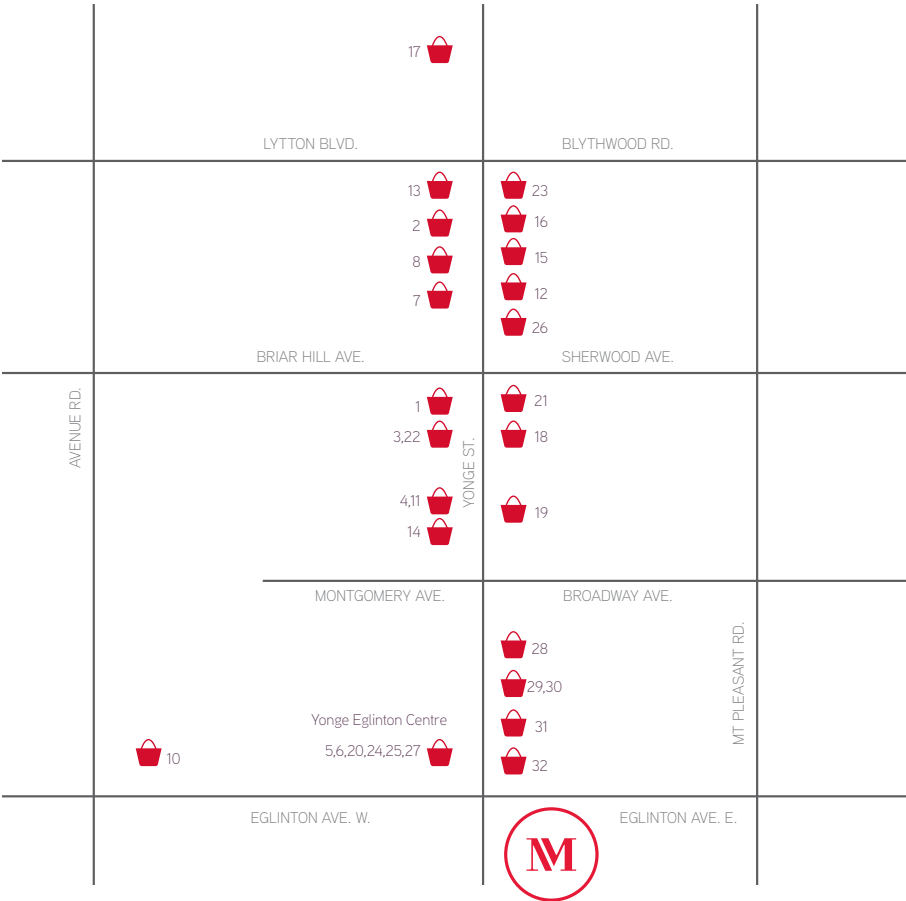 17
LYTTON BLVD.
BLYTHWOOD RD.
13
23
2
16
8
15
7
12
26
BRIAR HILL AVE.
SHERWOOD AVE.
AVENUE RD.
1
21
3,22
18
YONGE ST.
4,11
19
14
MONTGOMERY AVE.
BROADWAY AVE.
28
MT PLEASANT RD.
29,30
Yonge Eglinton Centre
31
5,6,20,24,25,27
10
32
EGLINTON AVE. W.
EGLINTON AVE. E.
M